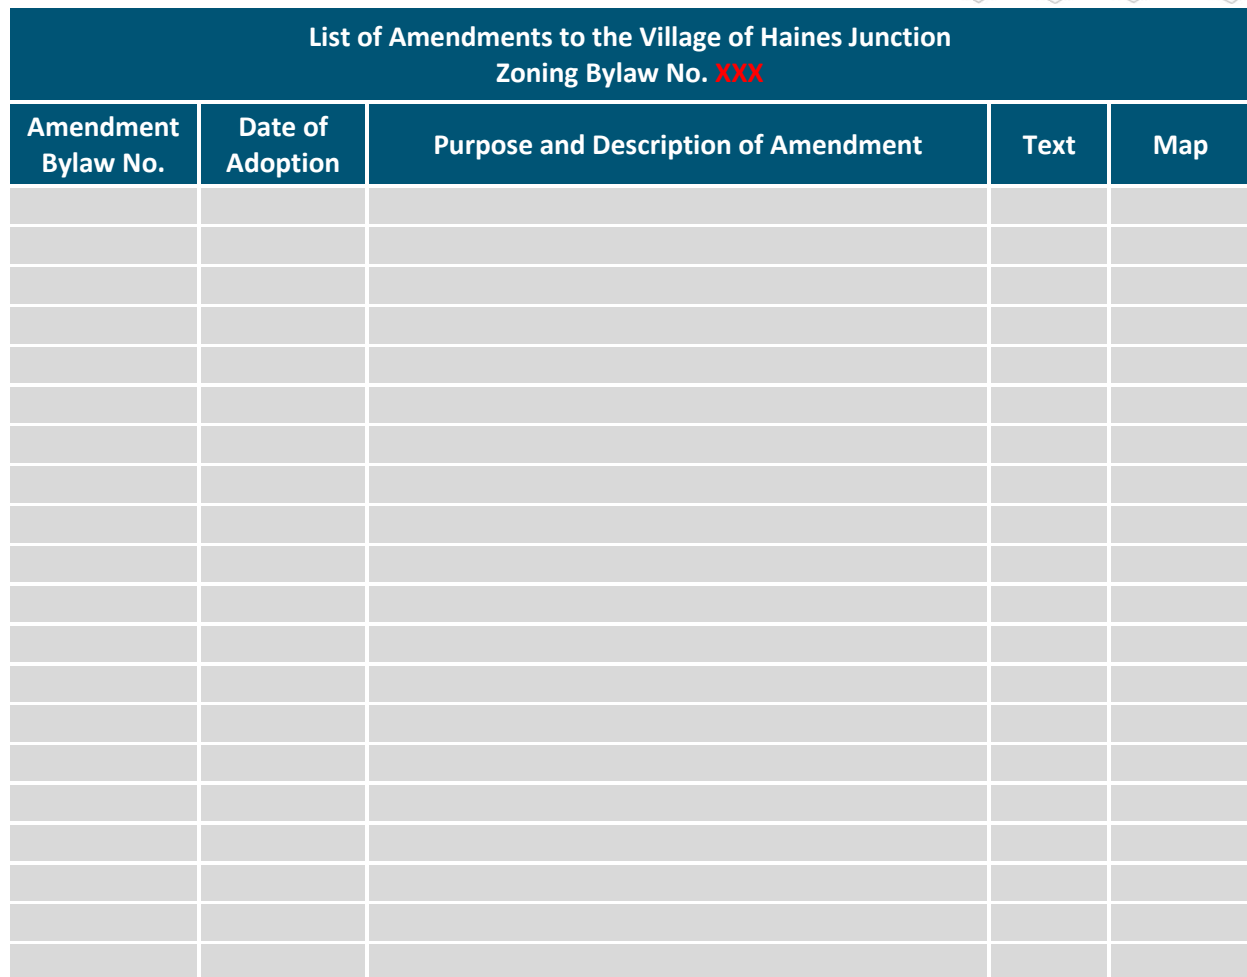 List of Amendments to the Village of Haines Junction
Zoning Bylaw No. XXX
Amendment
Bylaw No.
Date of
Adoption
Purpose and Description of Amendment
Text
Map